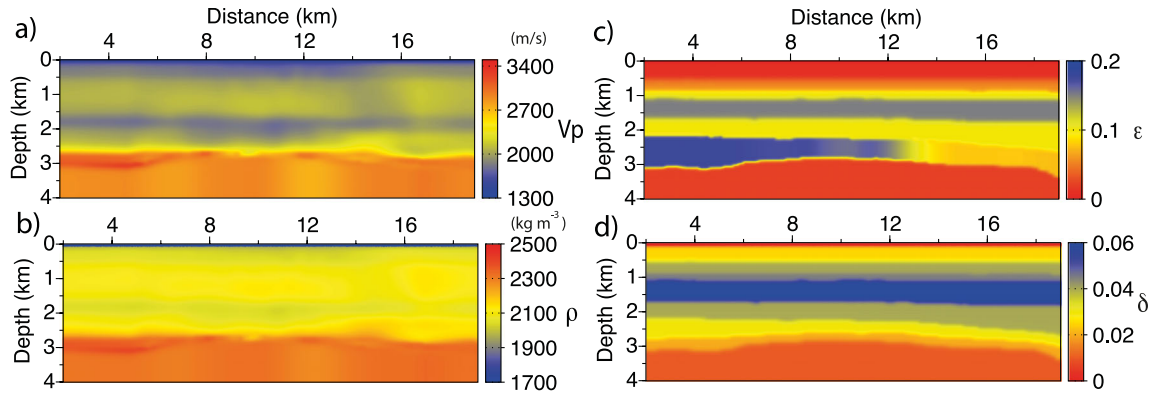 Distance (km)
a)
4 8 12 16
(m/s)
Depth (km)
0
1
2
3
4
3400
2700
2000
1300
Vp
b)
4 8 12 16
(kg m⁻³)
Depth (km)
0
1
2
3
4
2500
2300
2100
1900
1700
ρ
Distance (km)
c)
4 8 12 16
Depth (km)
0
1
2
3
4
0.2
0.1
0
ε
d)
4 8 12 16
Depth (km)
0
1
2
3
4
0.06
0.04
0.02
0
δ